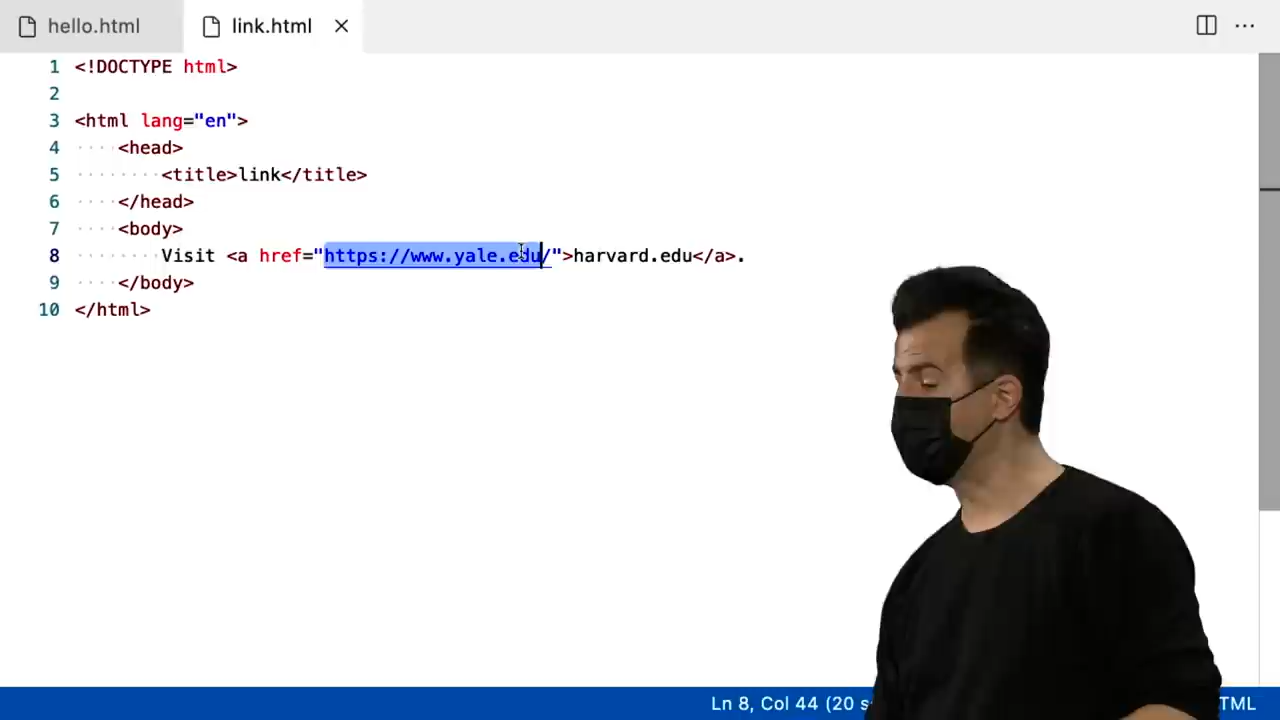 hello.html link.html
1 <!DOCTYPE html>
2
3 <html lang="en">
4 <head>
5 <title>link</title>
6 </head>
7 <body>
8 Visit <a href="https://www.yale.edu/">harvard.edu</a>.
9 </body>
10 </html>
Ln 8, Col 44 (20 s TML